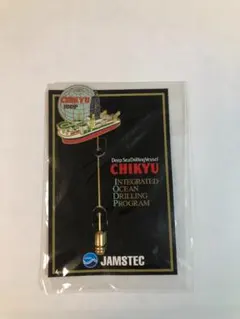 CHIKYU
Deep Sea Drilling Vessel
CHIKYU
INTEGRATED
OCEAN
DRILLING
PROGRAM
JAMSTEC